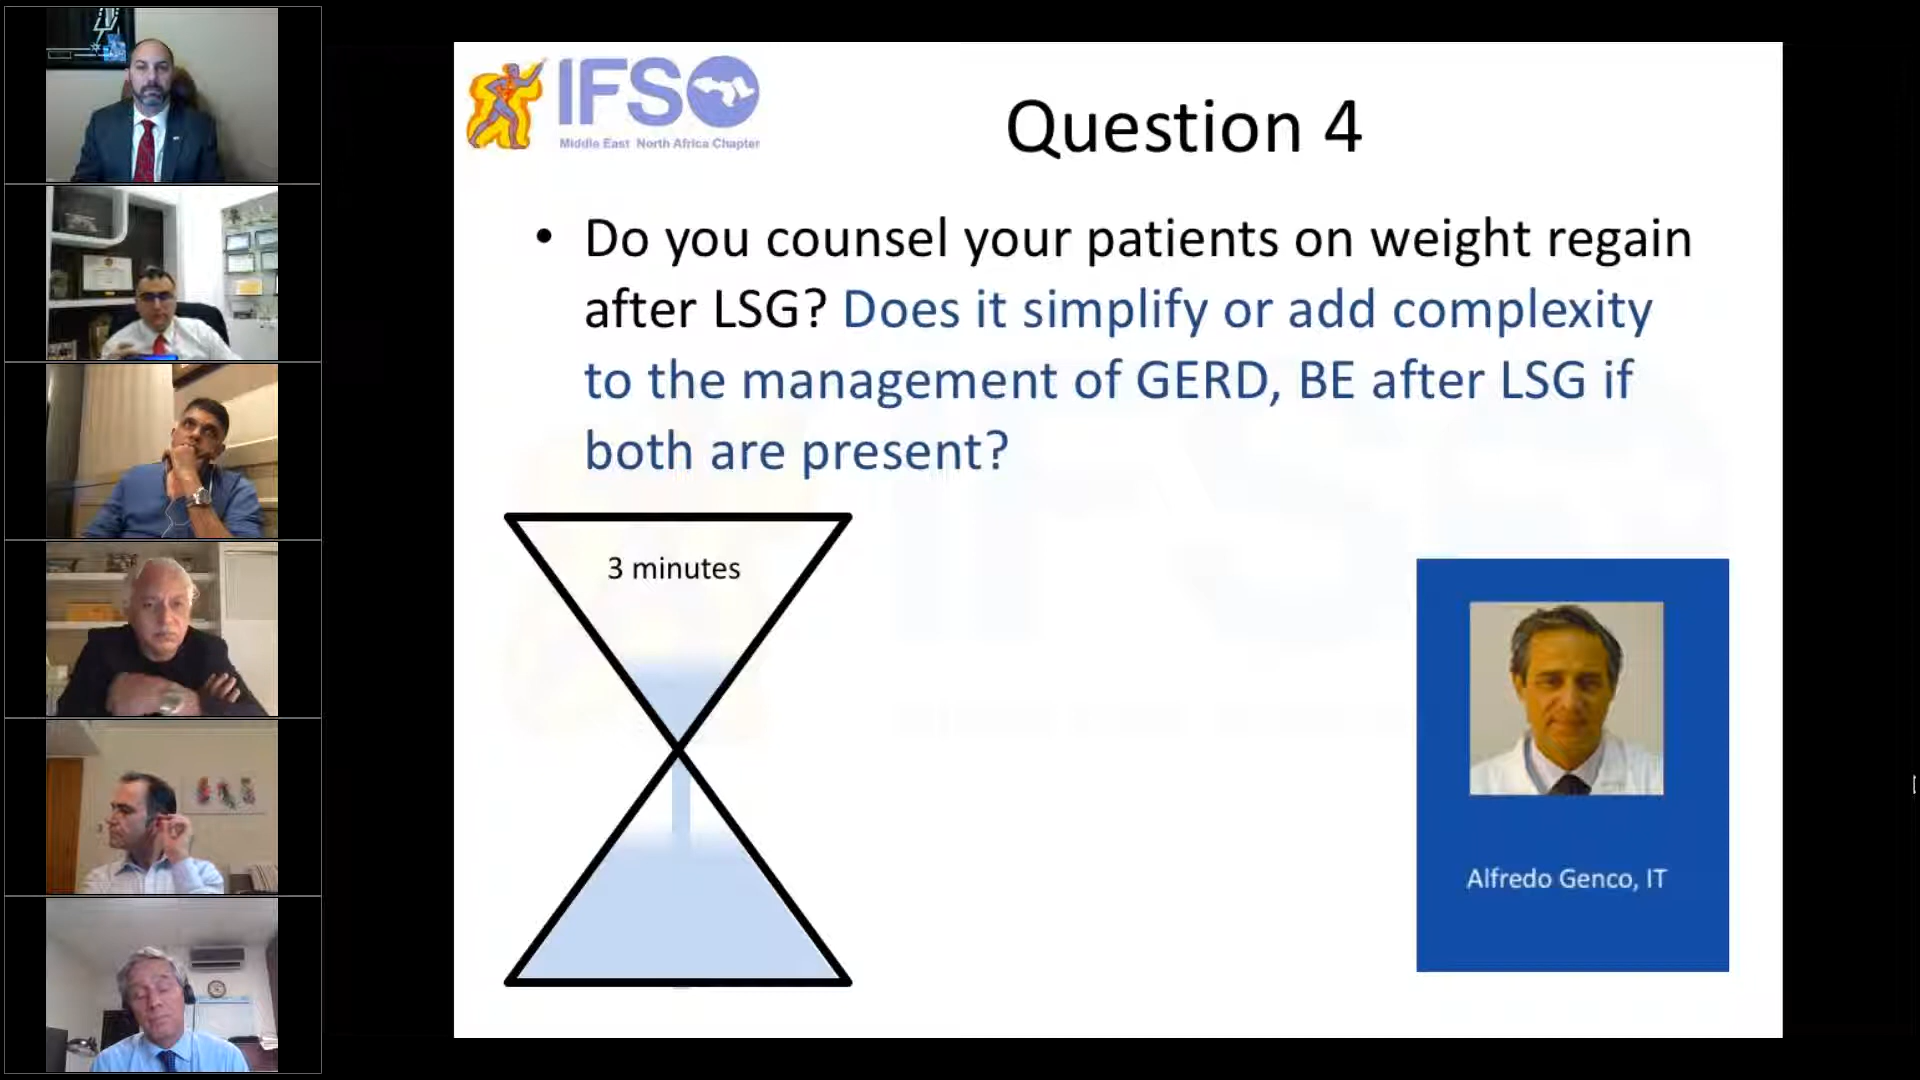 IFSO
Middle East North Africa Chapter
Question 4
• Do you counsel your patients on weight regain
after LSG? Does it simplify or add complexity
to the management of GERD, BE after LSG if
both are present?
3 minutes
Alfredo Genco, IT